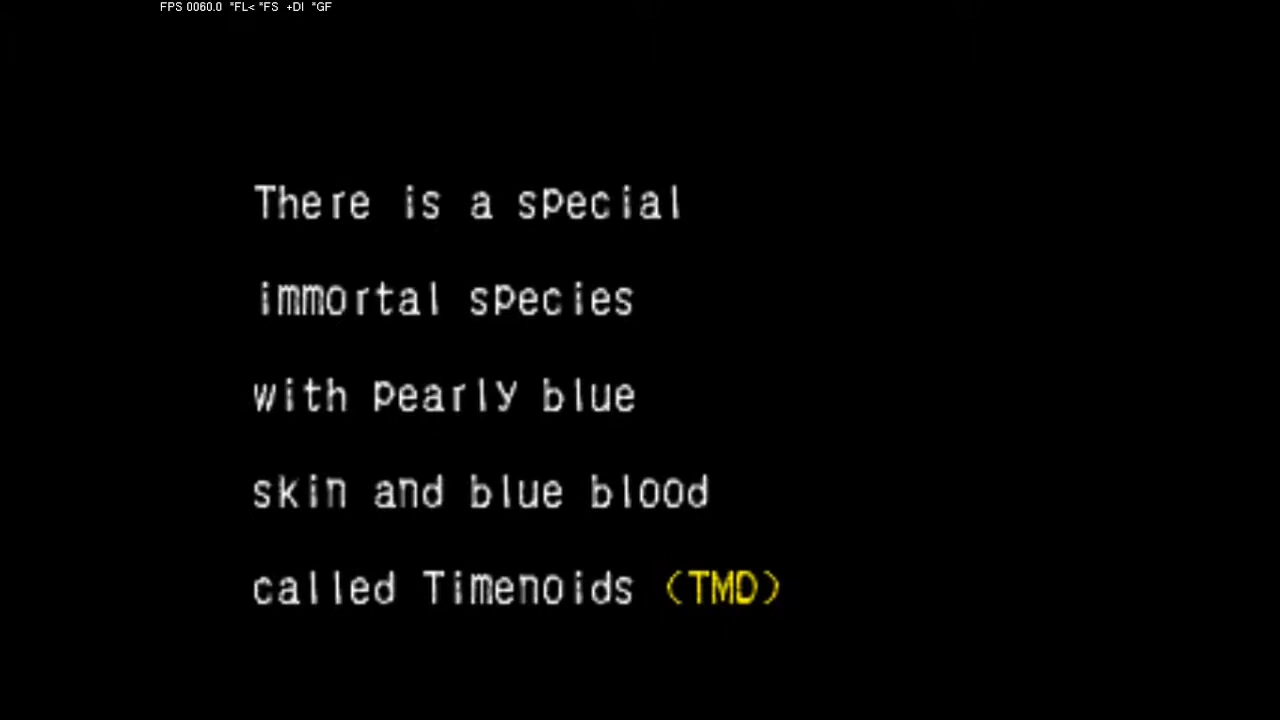 FPS 0060.0 *FL< *FS +DI *GF
There is a special
immortal species
with pearly blue
skin and blue blood
called Timenoids (TMD)